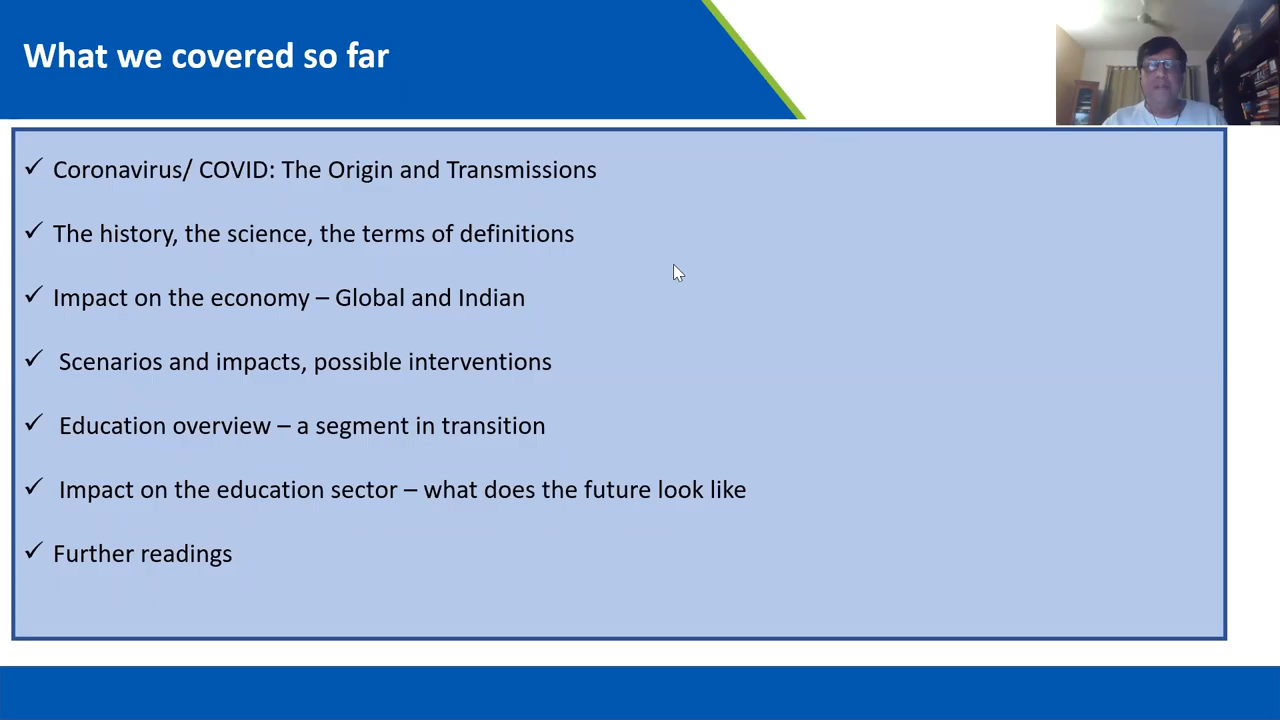 What we covered so far
✓ Coronavirus/ COVID: The Origin and Transmissions
✓ The history, the science, the terms of definitions
✓ Impact on the economy – Global and Indian
✓ Scenarios and impacts, possible interventions
✓ Education overview – a segment in transition
✓ Impact on the education sector – what does the future look like
✓ Further readings